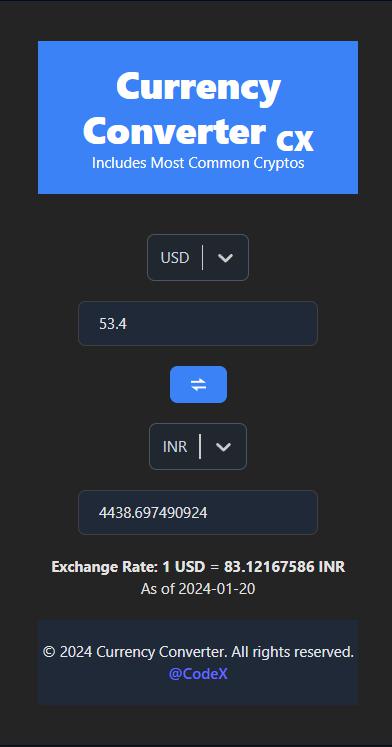 Currency
Converter CX
Includes Most Common Cryptos
USD
53.4
INR
4438.697490924
Exchange Rate: 1 USD = 83.12167586 INR
As of 2024-01-20
© 2024 Currency Converter. All rights reserved.
@CodeX